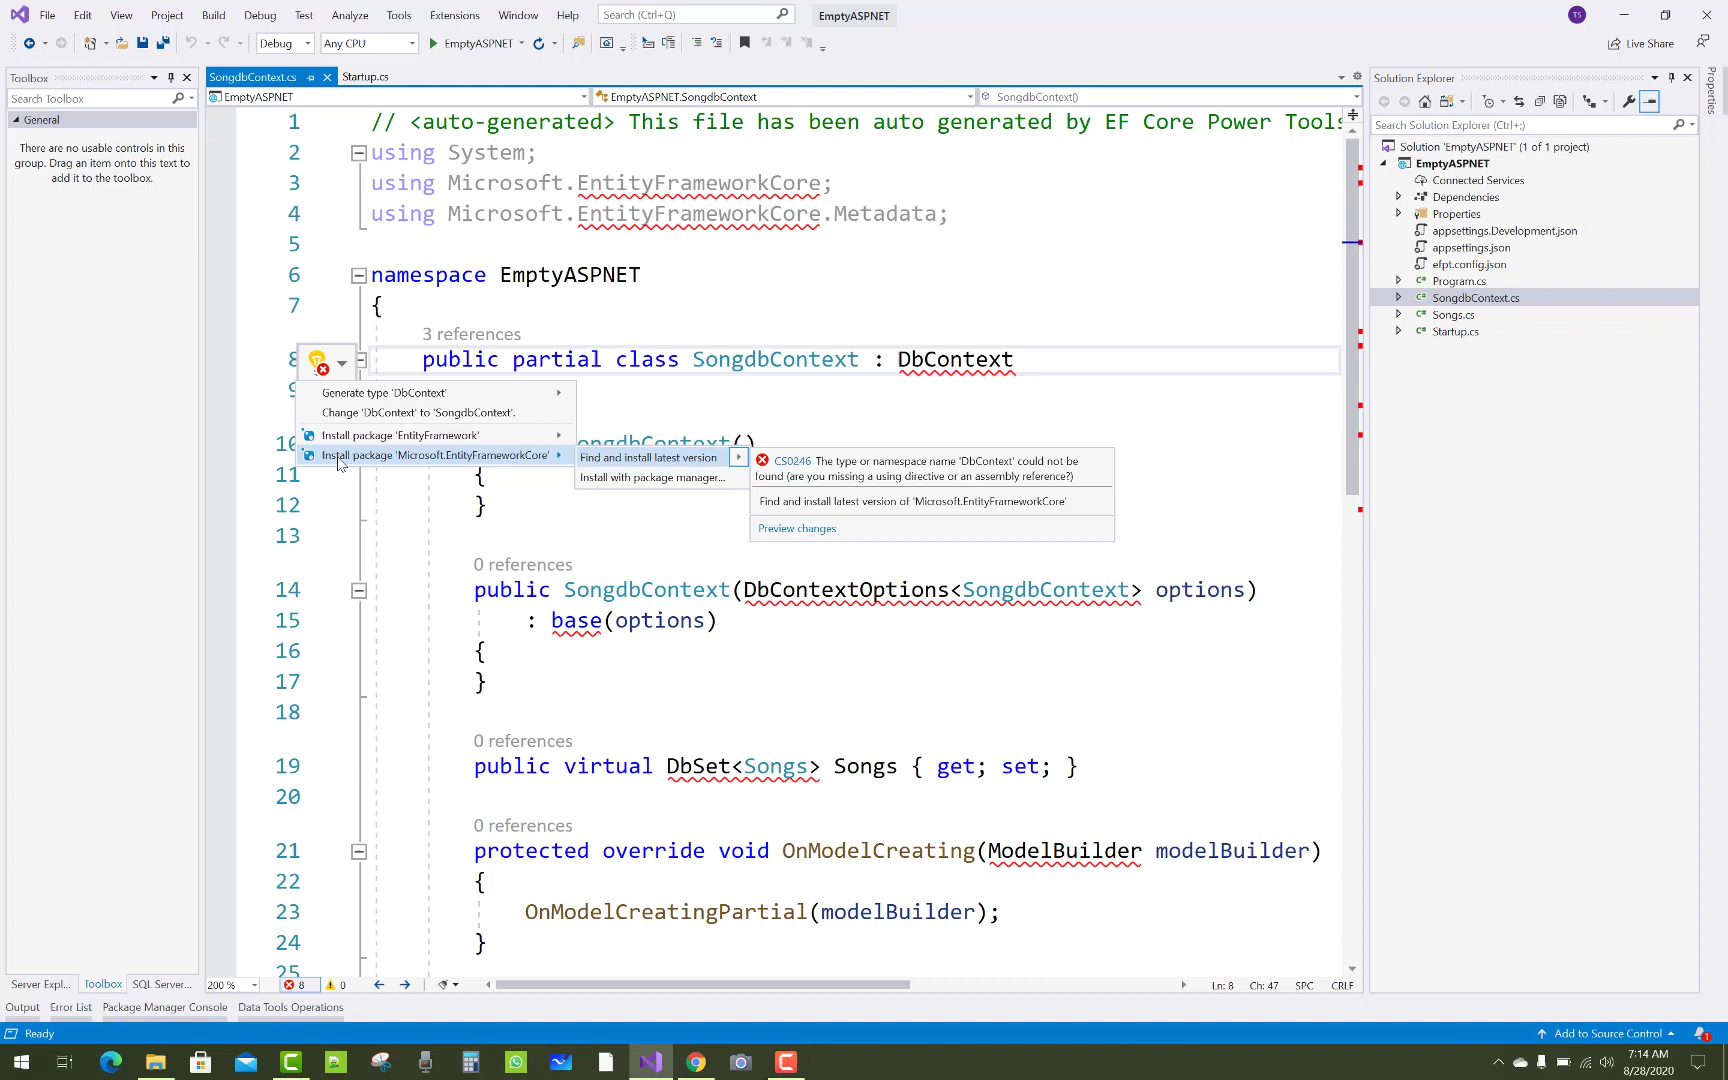 File Edit View Project Build Debug Test Analyze Tools Extensions Window Help Search (Ctrl+Q) EmptyASPNET TS
Debug Any CPU EmptyASPNET Live Share
Toolbox
Search Toolbox
General
There are no usable controls in this
group. Drag an item onto this text to
add it to the toolbox.
SongdbContext.cs Startup.cs
EmptyASPNET EmptyASPNET.SongdbContext SongdbContext()
1 // <auto-generated> This file has been auto generated by EF Core Power Tools
2 using System;
3 using Microsoft.EntityFrameworkCore;
4 using Microsoft.EntityFrameworkCore.Metadata;
5
6 namespace EmptyASPNET
7 {
3 references
8 public partial class SongdbContext : DbContext
9
Generate type 'DbContext'
Change 'DbContext' to 'SongdbContext'.
Install package 'EntityFramework'
Install package 'Microsoft.EntityFrameworkCore'
Find and install latest version
Install with package manager...
CS0246 The type or namespace name 'DbContext' could not be
found (are you missing a using directive or an assembly reference?)
Find and install latest version of 'Microsoft.EntityFrameworkCore'
Preview changes
10 ongdbContext()
11 {
12 }
13
0 references
14 public SongdbContext(DbContextOptions<SongdbContext> options)
15 : base(options)
16 {
17 }
18
0 references
19 public virtual DbSet<Songs> Songs { get; set; }
20
0 references
21 protected override void OnModelCreating(ModelBuilder modelBuilder)
22 {
23 OnModelCreatingPartial(modelBuilder);
24 }
25
200 % 8 0 Ln: 8 Ch: 47 SPC CRLF
Solution Explorer
Search Solution Explorer (Ctrl+;)
Solution 'EmptyASPNET' (1 of 1 project)
EmptyASPNET
Connected Services
Dependencies
Properties
appsettings.Development.json
appsettings.json
efpt.config.json
Program.cs
SongdbContext.cs
Songs.cs
Startup.cs
Properties
Server Expl... Toolbox SQL Server...
Output Error List Package Manager Console Data Tools Operations
Ready Add to Source Control 1
7:14 AM
8/28/2020